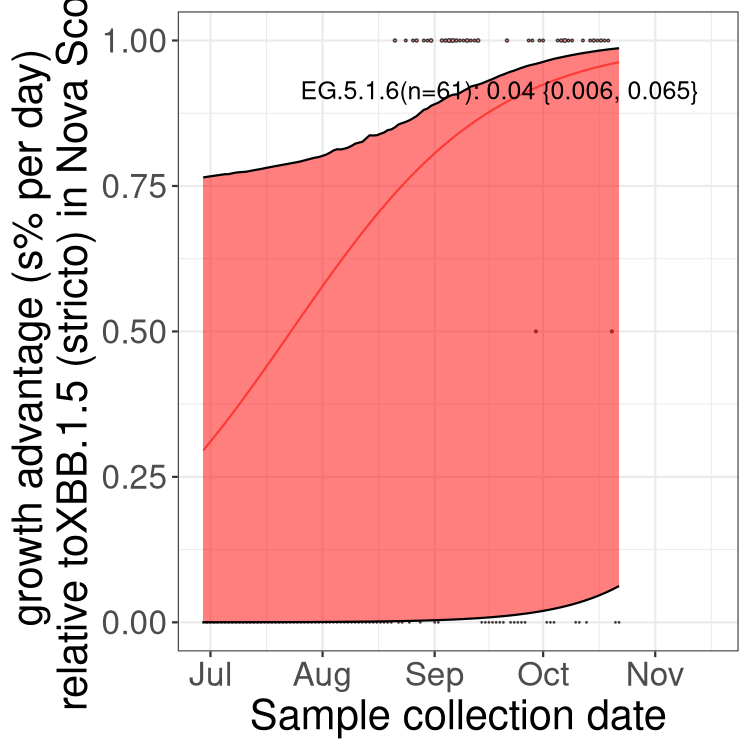 growth advantage (s% per day)
relative toXBB.1.5 (stricto) in Nova Sco
1.00
0.75
0.50
0.25
0.00
EG.5.1.6(n=61): 0.04 {0.006, 0.065}
Jul Aug Sep Oct Nov
Sample collection date